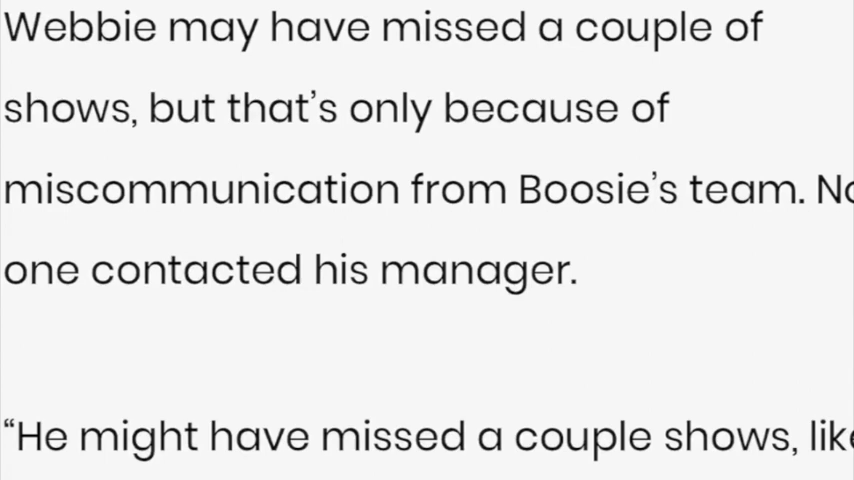 Webbie may have missed a couple of
shows, but that’s only because of
miscommunication from Boosie’s team.
one contacted his manager.
“He might have missed a couple shows,